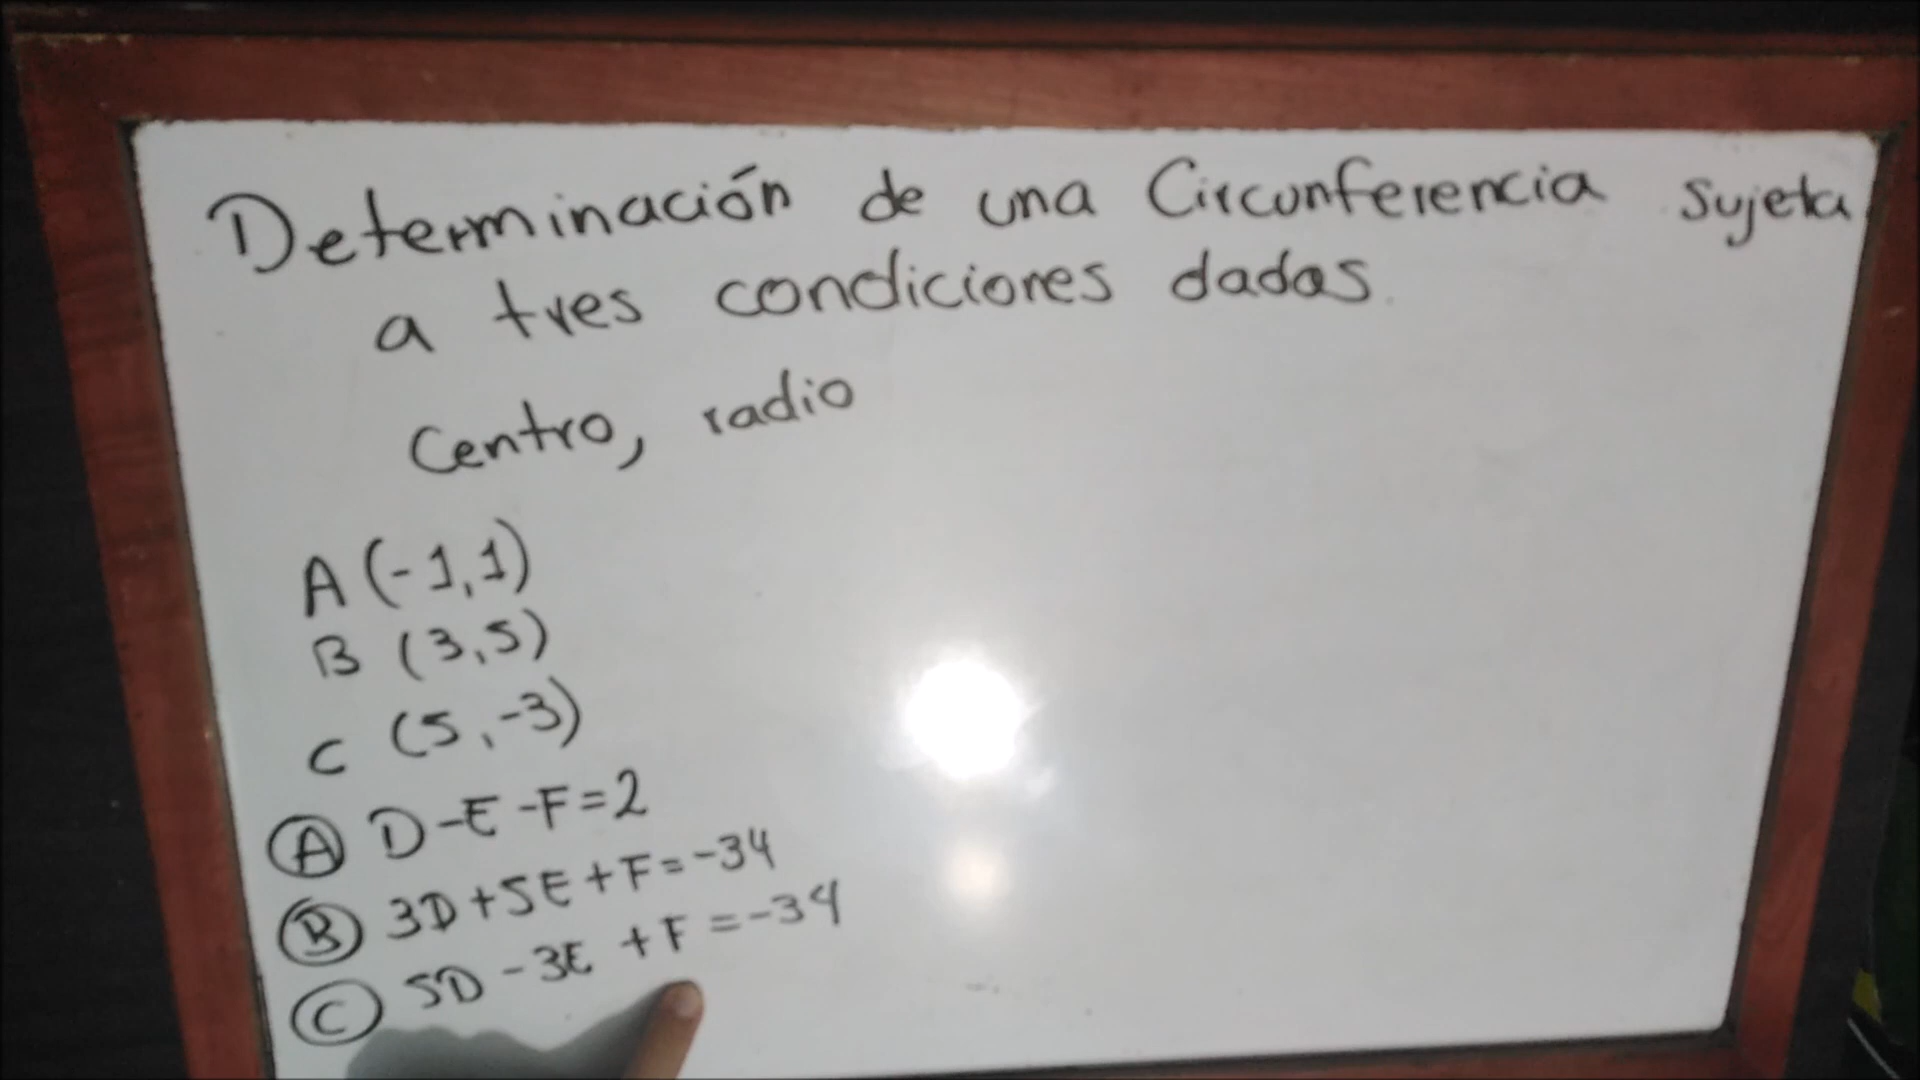 Determinación de una Circunferencia sujeta
a tres condiciones dadas.
Centro, radio
A (-1,1)
B (3,5)
C (5,-3)
A D-E-F=2
B 3D+5E+F=-34
C 5D-3E+F=-34